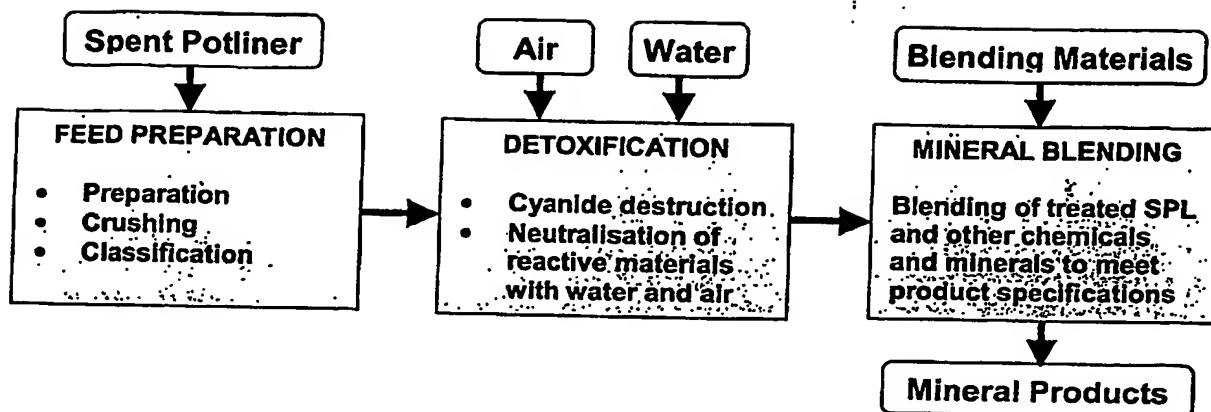 Spent Potliner
Air
Water
Blending Materials
FEED PREPARATION
• Preparation
• Crushing
• Classification
DETOXIFICATION
• Cyanide destruction
• Neutralisation of
reactive materials
with water and air
MINERAL BLENDING
Blending of treated SPL
and other chemicals
and minerals to meet
product specifications
Mineral Products